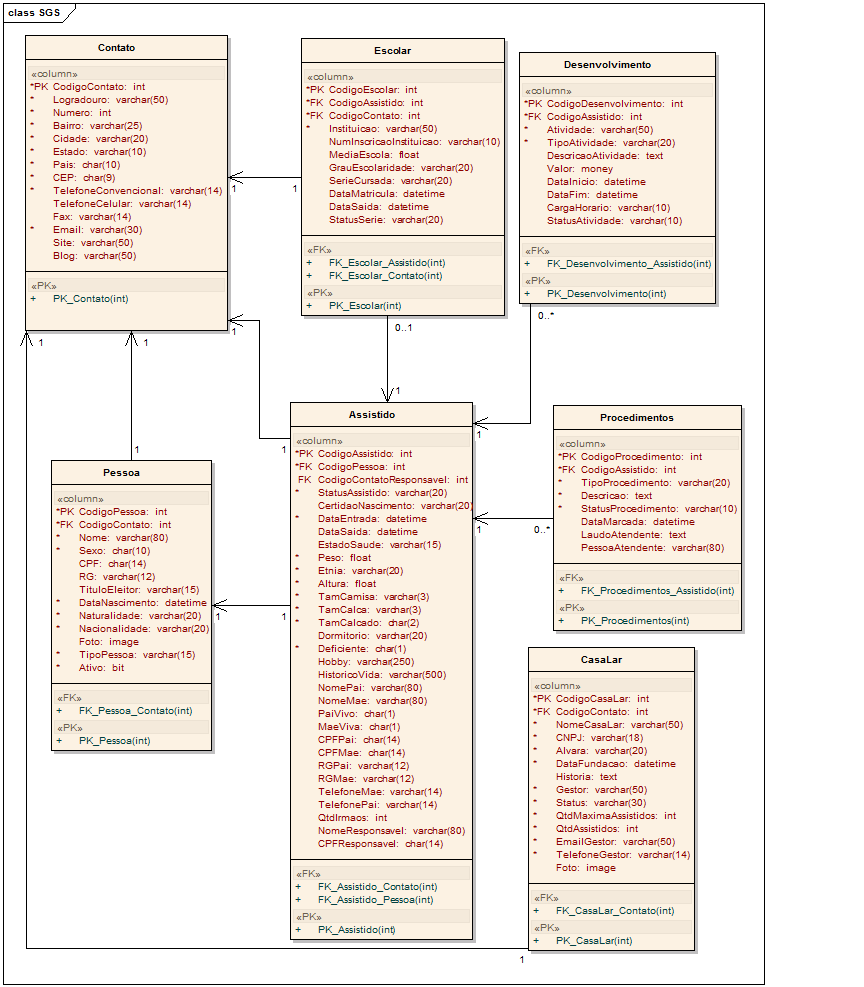 class SGS
Contato
«column»
*PK CodigoContato: int
* Logradouro: varchar(50)
* Numero: int
* Bairro: varchar(25)
* Cidade: varchar(20)
* Estado: varchar(10)
* Pais: char(10)
* CEP: char(9)
* TelefoneConvencional: varchar(14)
TelefoneCelular: varchar(14)
Fax: varchar(14)
* Email: varchar(30)
Site: varchar(50)
Blog: varchar(50)
«PK»
+ PK_Contato(int)
Escolar
«column»
*PK CodigoEscolar: int
*FK CodigoAssistido: int
*FK CodigoContato: int
* Instituicao: varchar(50)
NumInscricaoInstituicao: varchar(10)
MediaEscola: float
GrauEscolaridade: varchar(20)
SerieCursada: varchar(20)
DataMatricula: datetime
DataSaida: datetime
StatusSerie: varchar(20)
«FK»
+ FK_Escolar_Assistido(int)
+ FK_Escolar_Contato(int)
«PK»
+ PK_Escolar(int)
Desenvolvimento
«column»
*PK CodigoDesenvolvimento: int
*FK CodigoAssistido: int
* Atividade: varchar(50)
* TipoAtividade: varchar(20)
DescricaoAtividade: text
Valor: money
DataInicio: datetime
DataFim: datetime
CargaHorario: varchar(10)
StatusAtividade: varchar(10)
«FK»
+ FK_Desenvolvimento_Assistido(int)
«PK»
+ PK_Desenvolvimento(int)
1
1
0..*
0..1
1
1
1
1
1
1
1
1
0..*
1
1
1
1
Pessoa
«column»
*PK CodigoPessoa: int
*FK CodigoContato: int
* Nome: varchar(80)
* Sexo: char(10)
CPF: char(14)
RG: varchar(12)
TituloEleitor: varchar(15)
* DataNascimento: datetime
* Naturalidade: varchar(20)
* Nacionalidade: varchar(20)
Foto: image
* TipoPessoa: varchar(15)
* Ativo: bit
«FK»
+ FK_Pessoa_Contato(int)
«PK»
+ PK_Pessoa(int)
Assistido
«column»
*PK CodigoAssistido: int
*FK CodigoPessoa: int
FK CodigoContatoResponsavel: int
* StatusAssistido: varchar(20)
CertidaoNascimento: varchar(20)
* DataEntrada: datetime
DataSaida: datetime
EstadoSaude: varchar(15)
* Peso: float
* Etnia: varchar(20)
* Altura: float
* TamCamisa: varchar(3)
* TamCalca: varchar(3)
* TamCalcado: char(2)
Dormitorio: varchar(20)
* Deficiente: char(1)
Hobby: varchar(250)
HistoricoVida: varchar(500)
NomePai: varchar(80)
NomeMae: varchar(80)
PaiVivo: char(1)
MaeViva: char(1)
CPFPai: char(14)
CPFMae: char(14)
RGPai: varchar(12)
RGMae: varchar(12)
TelefoneMae: varchar(14)
TelefonePai: varchar(14)
QtdIrmaos: int
NomeResponsavel: varchar(80)
CPFResponsavel: char(14)
«FK»
+ FK_Assistido_Contato(int)
+ FK_Assistido_Pessoa(int)
«PK»
+ PK_Assistido(int)
Procedimentos
«column»
*PK CodigoProcedimento: int
*FK CodigoAssistido: int
* TipoProcedimento: varchar(20)
* Descricao: text
* StatusProcedimento: varchar(10)
DataMarcada: datetime
LaudoAtendente: text
PessoaAtendente: varchar(80)
«FK»
+ FK_Procedimentos_Assistido(int)
«PK»
+ PK_Procedimentos(int)
CasaLar
«column»
*PK CodigoCasaLar: int
*FK CodigoContato: int
* NomeCasaLar: varchar(50)
* CNPJ: varchar(18)
* Alvara: varchar(20)
* DataFundacao: datetime
Historia: text
* Gestor: varchar(50)
* Status: varchar(30)
* QtdMaximaAssistidos: int
* QtdAssistidos: int
* EmailGestor: varchar(50)
* TelefoneGestor: varchar(14)
Foto: image
«FK»
+ FK_CasaLar_Contato(int)
«PK»
+ PK_CasaLar(int)